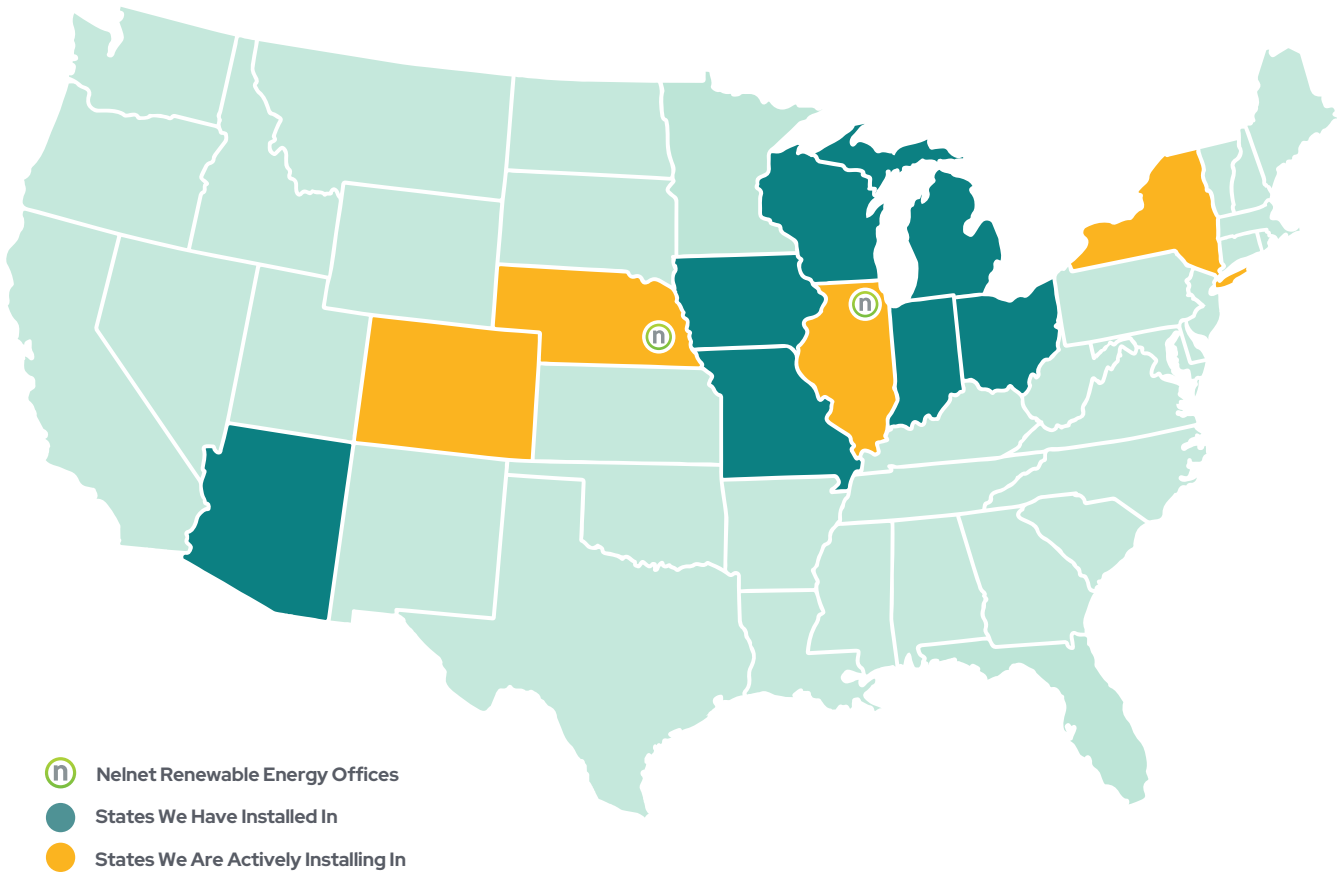 n
n
n Nelnet Renewable Energy Offices
States We Have Installed In
States We Are Actively Installing In